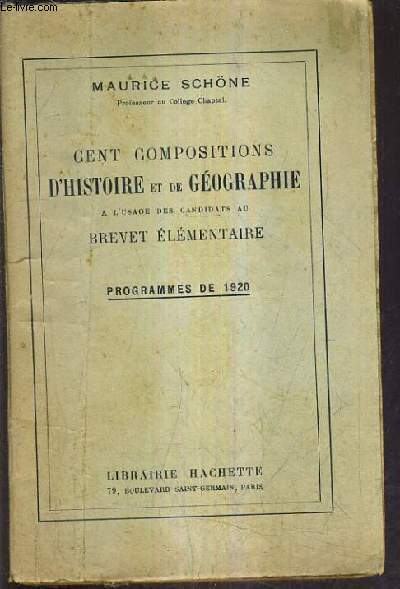 Le-livre.com
MAURICE SCHÖNE
Professeur au Collège Chaptal.
CENT COMPOSITIONS
D'HISTOIRE ET DE GÉOGRAPHIE
A L'USAGE DES CANDIDATS AU
BREVET ÉLÉMENTAIRE
PROGRAMMES DE 1920
LIBRAIRIE HACHETTE
79, BOULEVARD SAINT-GERMAIN, PARIS